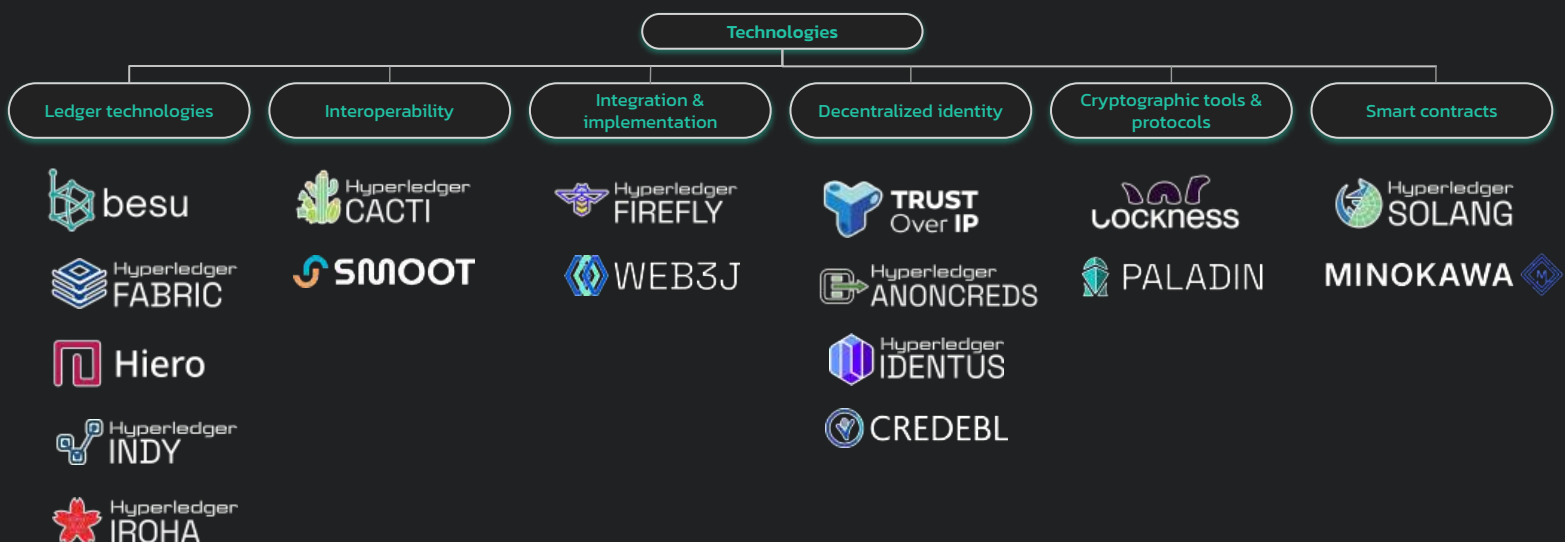 Technologies
Ledger technologies
Interoperability
Integration &
implementation
Decentralized identity
Cryptographic tools &
protocols
Smart contracts
besu
Hyperledger
FABRIC
Hiero
Hyperledger
INDY
Hyperledger
IROHA
Hyperledger
CACTI
SMOOT
Hyperledger
FIREFLY
WEB3J
TRUST
Over IP
Hyperledger
ANONCREDS
Hyperledger
IDENTUS
CREDEBL
LOCKNESS
PALADIN
Hyperledger
SOLANG
MINOKAWA
M